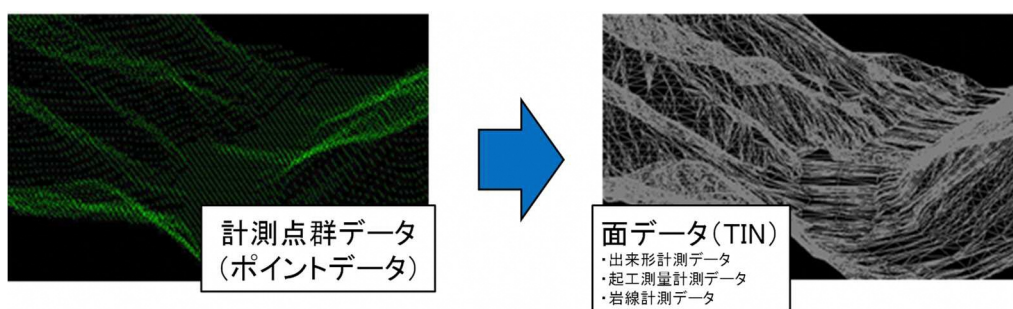 計測点群データ
(ポイントデータ)
面データ(TIN)
・出来形計測データ
・起工測量計測データ
・岩線計測データ